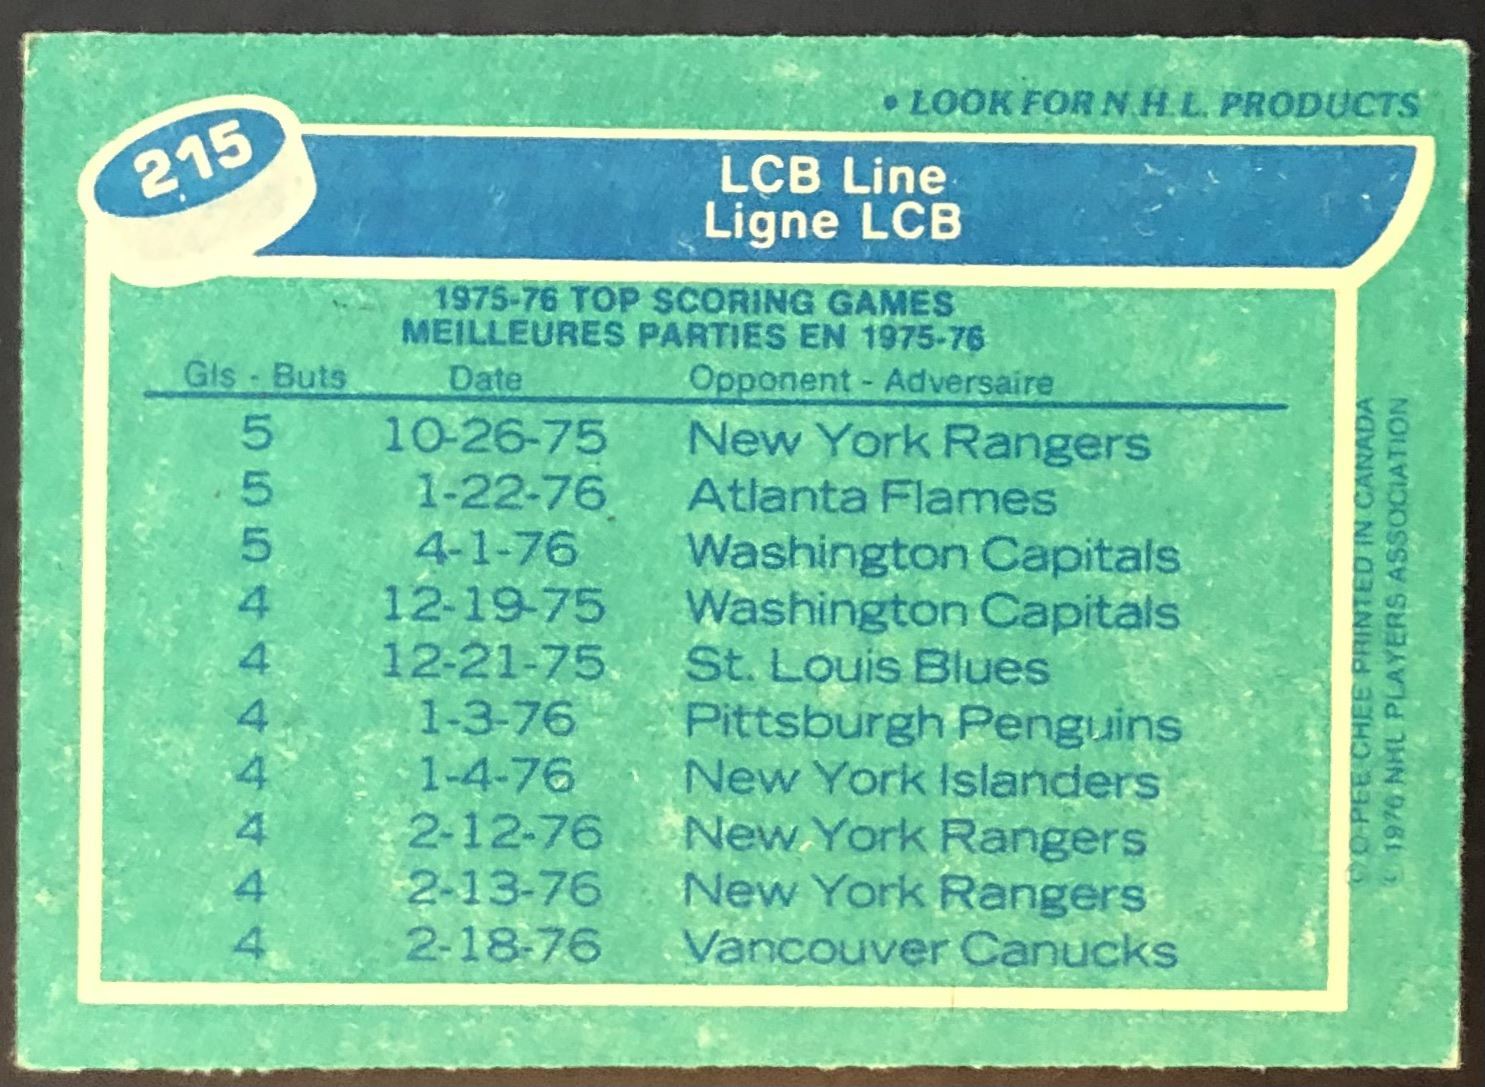 • LOOK FOR N.H.L. PRODUCTS
215
LCB Line
Ligne LCB
1975-76 TOP SCORING GAMES
MEILLEURES PARTIES EN 1975-76
Gls - Buts Date Opponent - Adversaire
5 10-26-75 New York Rangers
5 1-22-76 Atlanta Flames
5 4-1-76 Washington Capitals
4 12-19-75 Washington Capitals
4 12-21-75 St. Louis Blues
4 1-3-76 Pittsburgh Penguins
4 1-4-76 New York Islanders
4 2-12-76 New York Rangers
4 2-13-76 New York Rangers
4 2-18-76 Vancouver Canucks
© O-PEE-CHEE PRINTED IN CANADA
© 1976 NHL PLAYERS ASSOCIATION